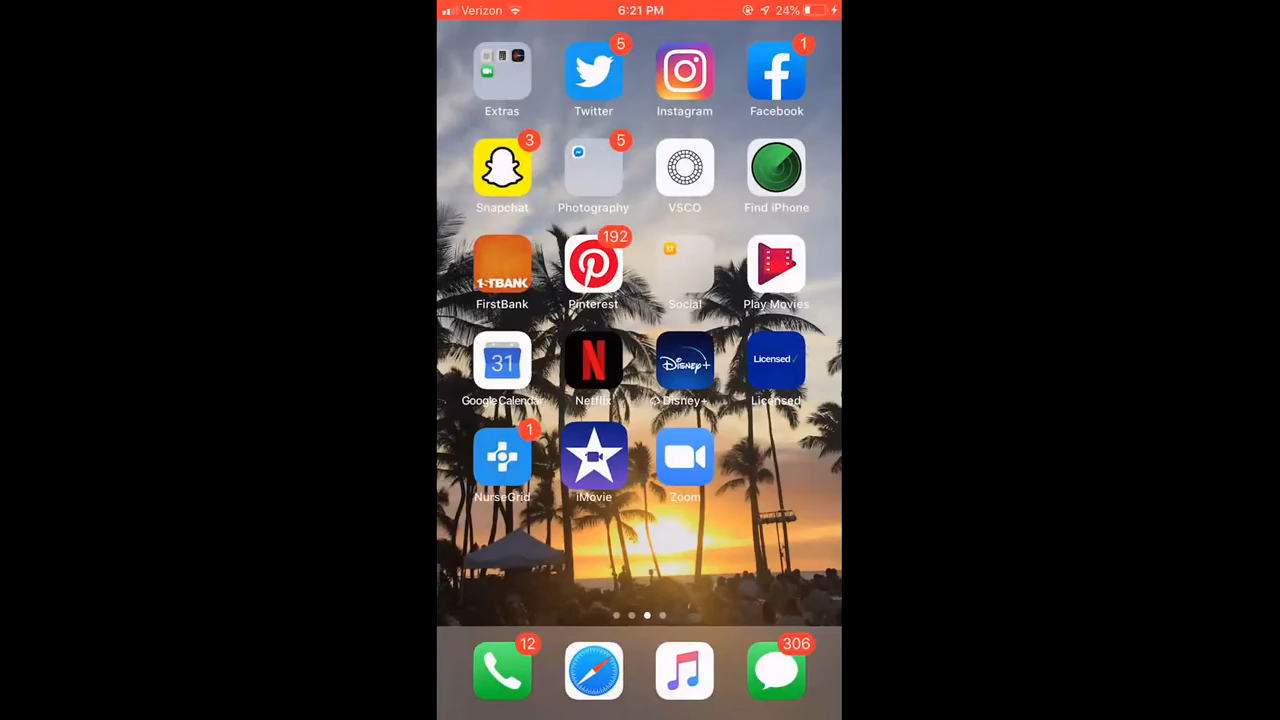 Verizon 6:21 PM 24%
5 1
Extras Twitter Instagram Facebook
3 5
Snapchat Photography VSCO Find iPhone
192
1STBANK
FirstBank Pinterest Social Play Movies
31 N Disney+ Licensed✓
Google Calendar Netflix Disney+ Licensed
1
NurseGrid iMovie Zoom
12 306